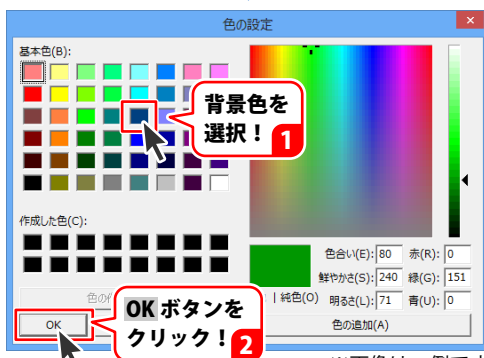 色の設定
基本色(B):
背景色を
選択！
1
作成した色(C):
色合い(E): 80 赤(R): 0
鮮やかさ(S): 240 緑(G): 151
純色(O) 明るさ(L): 71 青(U): 0
OK ボタンを
クリック！
2
OK
色の追加(A)